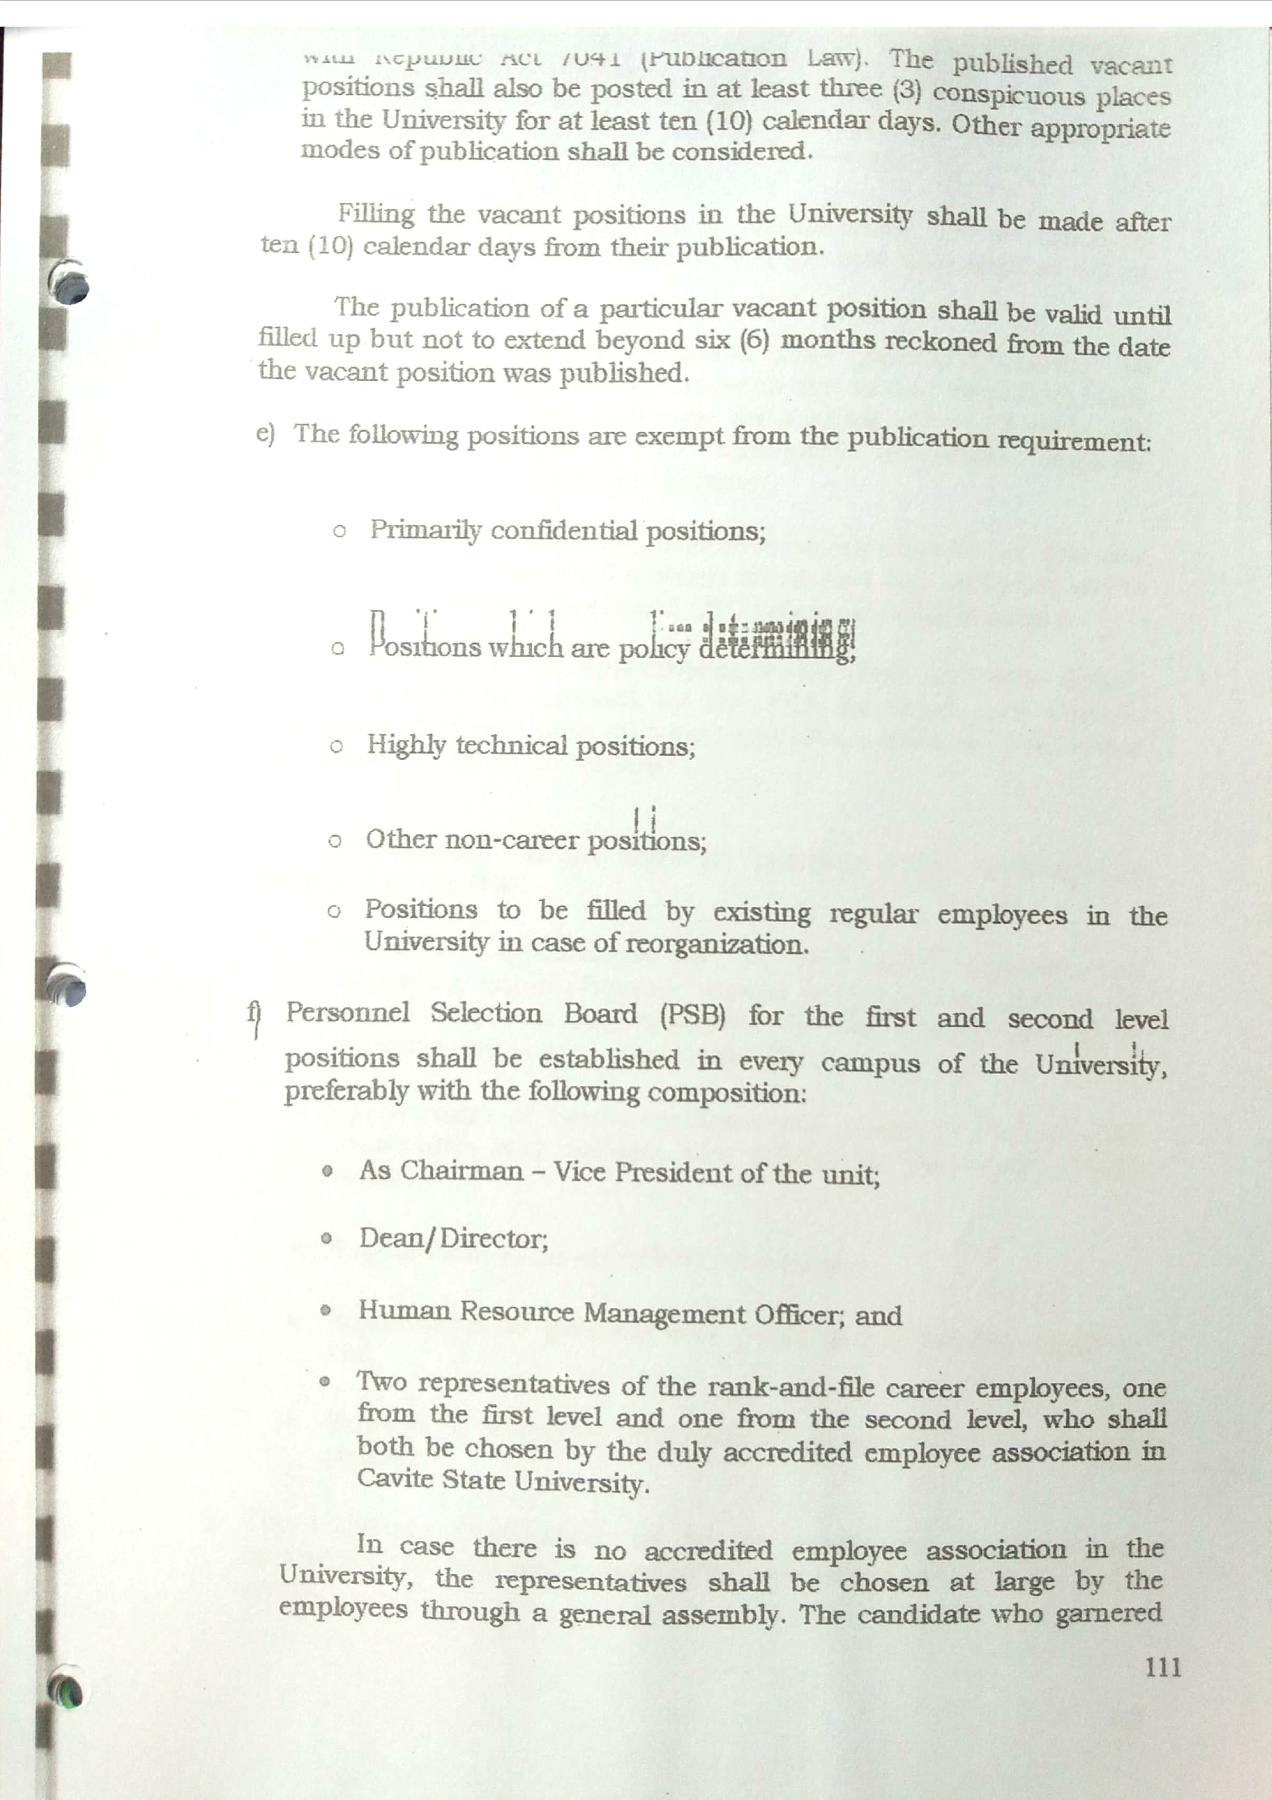 with Republic Act 7041 (Publication Law). The published vacant
positions shall also be posted in at least three (3) conspicuous places
in the University for at least ten (10) calendar days. Other appropriate
modes of publication shall be considered.
Filling the vacant positions in the University shall be made after
ten (10) calendar days from their publication.
The publication of a particular vacant position shall be valid until
filled up but not to extend beyond six (6) months reckoned from the date
the vacant position was published.
e) The following positions are exempt from the publication requirement:
o Primarily confidential positions;
o Positions which are policy determining;
o Highly technical positions;
o Other non-career positions;
o Positions to be filled by existing regular employees in the
University in case of reorganization.
f) Personnel Selection Board (PSB) for the first and second level
positions shall be established in every campus of the University,
preferably with the following composition:
• As Chairman – Vice President of the unit;
• Dean/Director;
• Human Resource Management Officer; and
• Two representatives of the rank-and-file career employees, one
from the first level and one from the second level, who shall
both be chosen by the duly accredited employee association in
Cavite State University.
In case there is no accredited employee association in the
University, the representatives shall be chosen at large by the
employees through a general assembly. The candidate who garnered
111